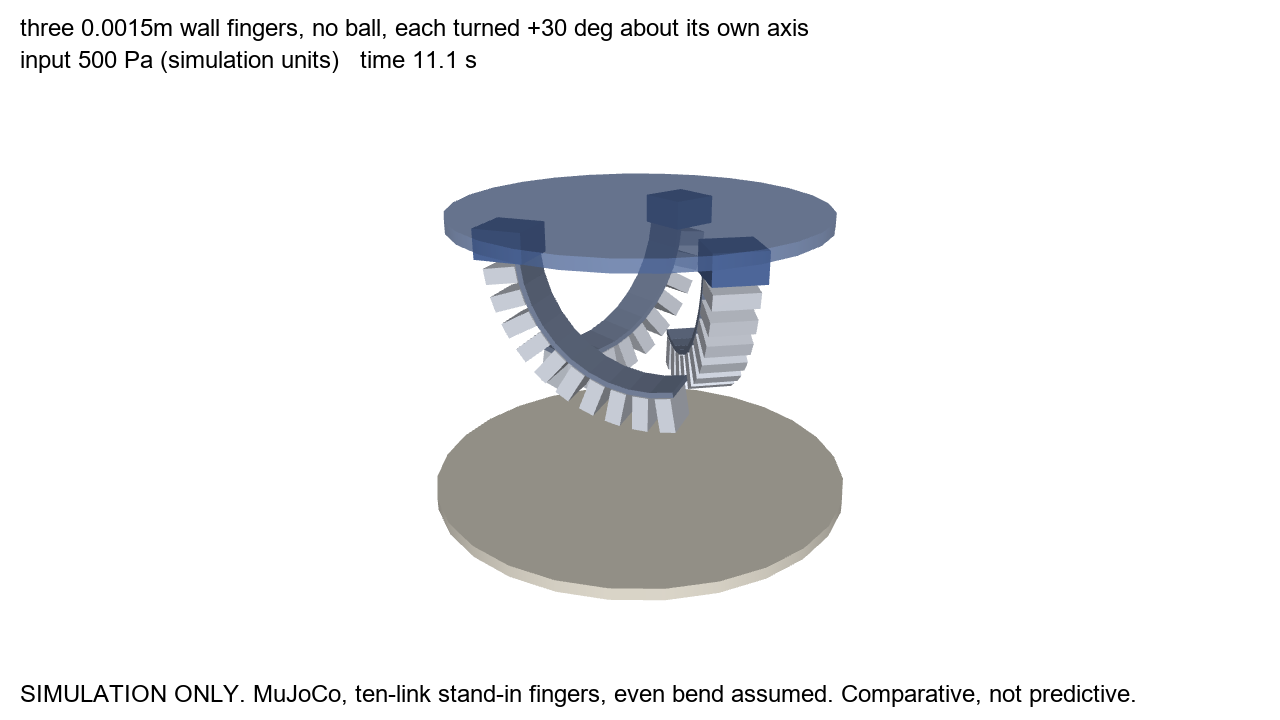 three 0.0015m wall fingers, no ball, each turned +30 deg about its own axis
input 500 Pa (simulation units)   time 11.1 s
SIMULATION ONLY. MuJoCo, ten-link stand-in fingers, even bend assumed. Comparative, not predictive.